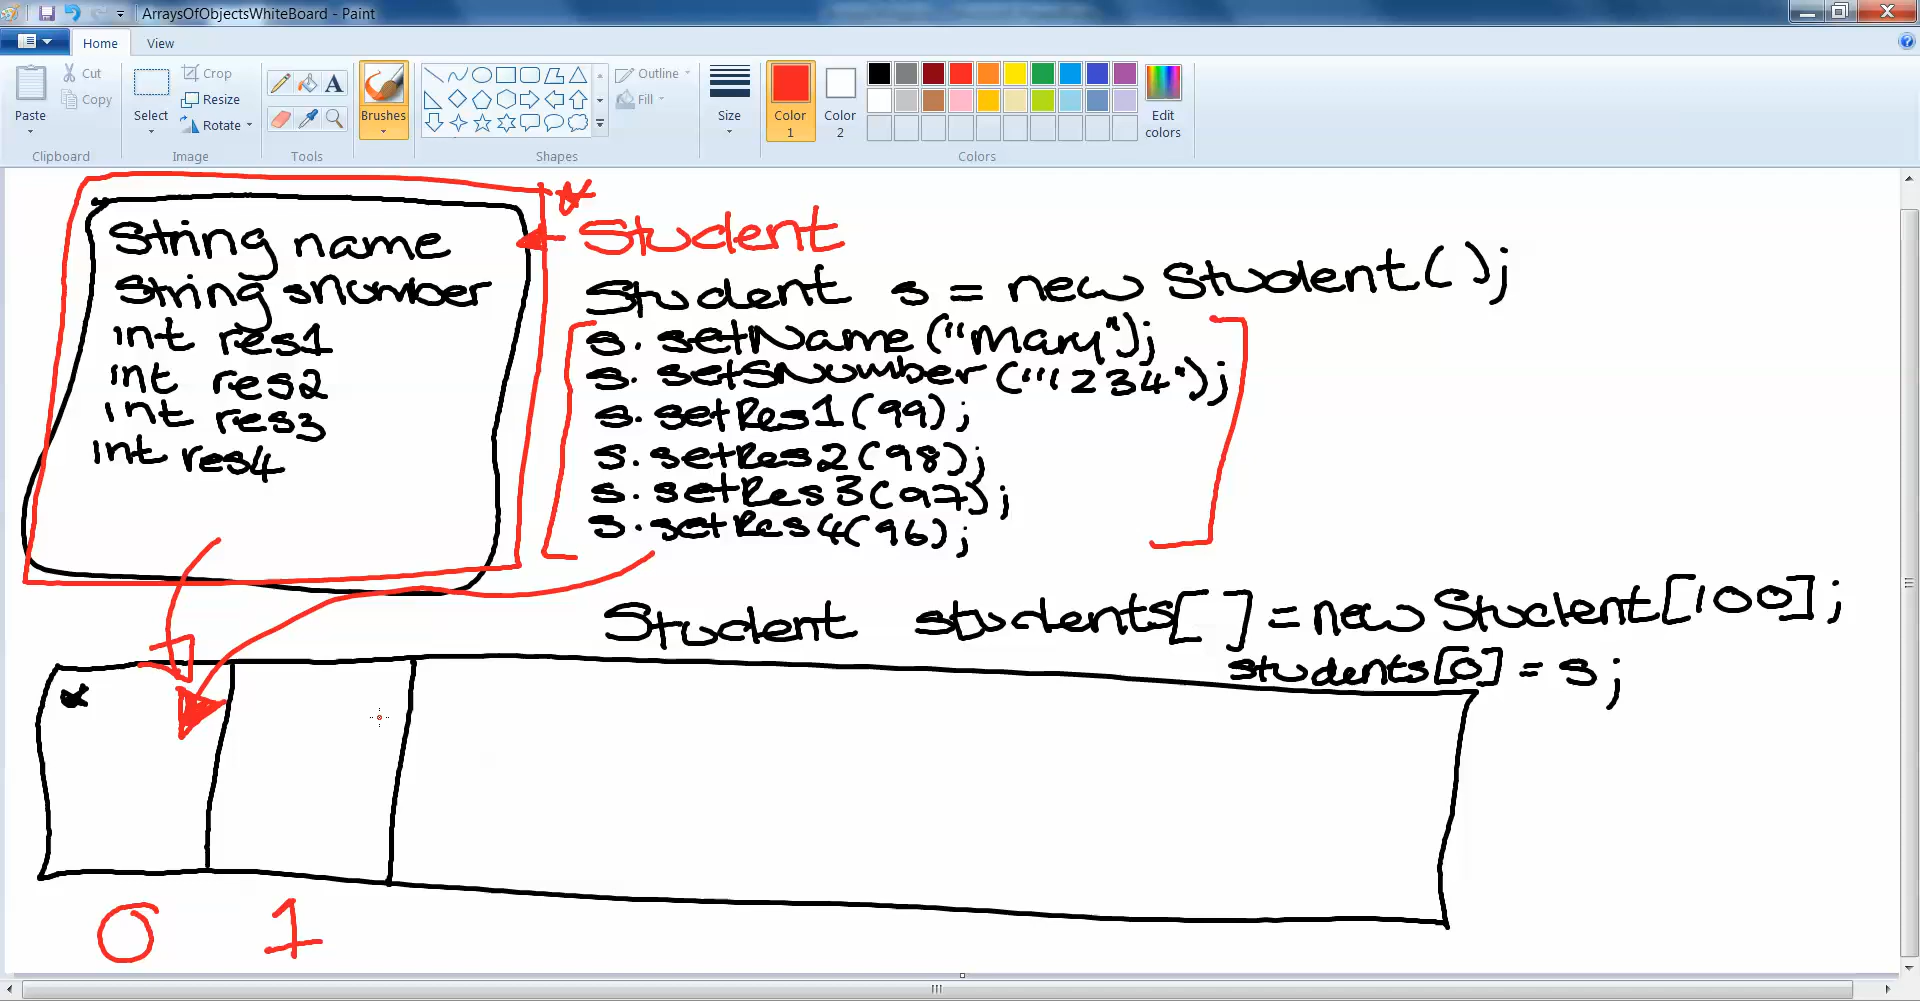 ArraysOfObjectsWhiteBoard - Paint
Home View
Cut
Copy
Paste
Clipboard
Select
Crop
Resize
Rotate
Image
A
Tools
Brushes
Shapes
Outline
Fill
Size
Color 1
Color 2
Edit colors
Colors
String name
String snumber
int res1
int res2
int res3
int res4
Student
Student s = new Student();
s. setName ("Mary");
s. setSNumber ("1234");
s. setRes1(99);
s. setRes2(98);
s. setRes3(97);
s. setRes4(96);
Student students[ ] = new Student[100];
students[0] = s;
0 1